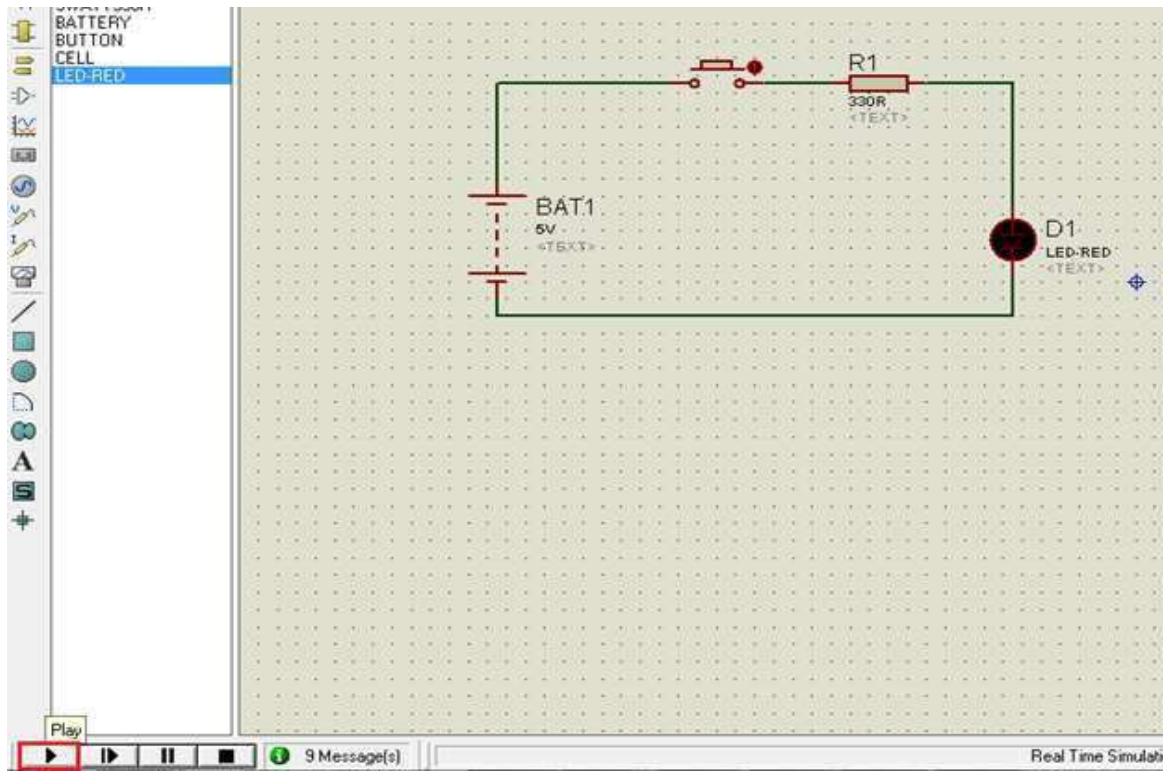 BATTERY
BUTTON
CELL
LED-RED
R1
330R
<TEXT>
BAT1
5V
<TEXT>
D1
LED-RED
<TEXT>
A
S
Play
9 Message(s)
Real Time Simulati